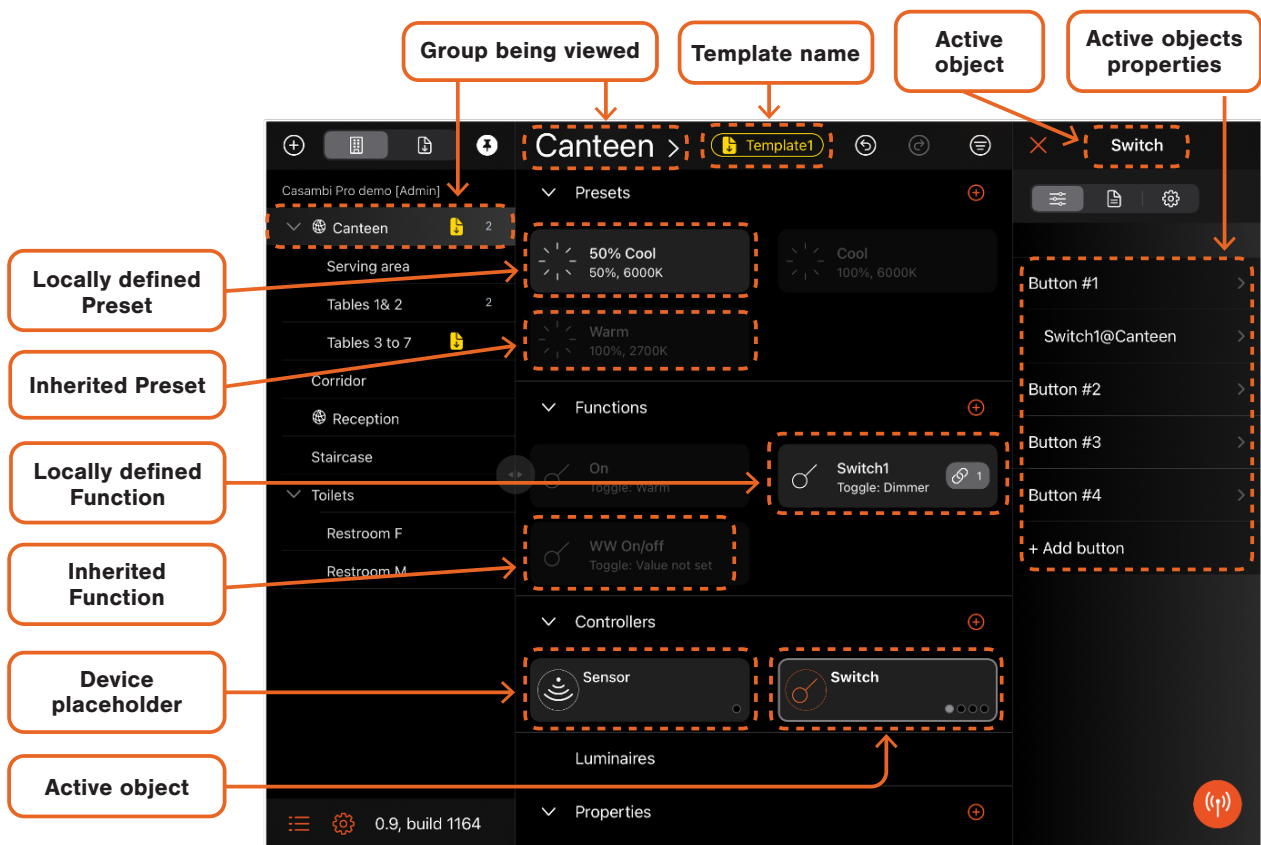 Group being viewed
Template name
Active
object
Active objects
properties
Locally defined
Preset
Inherited Preset
Locally defined
Function
Inherited
Function
Device
placeholder
Active object
Casambi Pro demo [Admin]
Canteen
2
Serving area
Tables 1& 2
2
Tables 3 to 7
Corridor
Reception
Staircase
Toilets
Restroom F
Restroom M
0.9, build 1164
Canteen >
Template1
Presets
50% Cool
50%, 6000K
Cool
100%, 6000K
Warm
100%, 2700K
Functions
On
Toggle: Warm
Switch1
Toggle: Dimmer
1
WW On/off
Toggle: Value not set
Controllers
Sensor
Switch
Luminaires
Properties
Switch
Button #1
Switch1@Canteen
Button #2
Button #3
Button #4
+ Add button